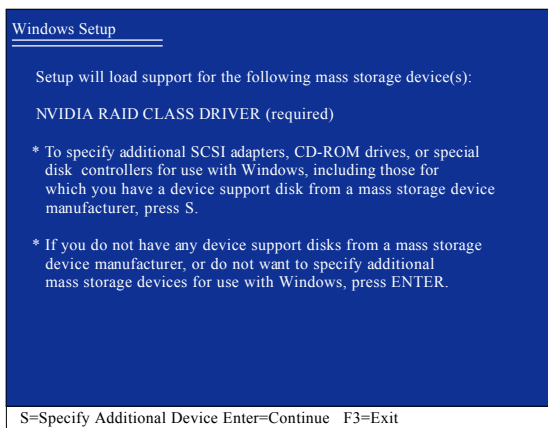 Windows Setup
Setup will load support for the following mass storage device(s):
NVIDIA RAID CLASS DRIVER (required)
* To specify additional SCSI adapters, CD-ROM drives, or special
disk controllers for use with Windows, including those for
which you have a device support disk from a mass storage device
manufacturer, press S.
* If you do not have any device support disks from a mass storage
device manufacturer, or do not want to specify additional
mass storage devices for use with Windows, press ENTER.
S=Specify Additional Device Enter=Continue F3=Exit